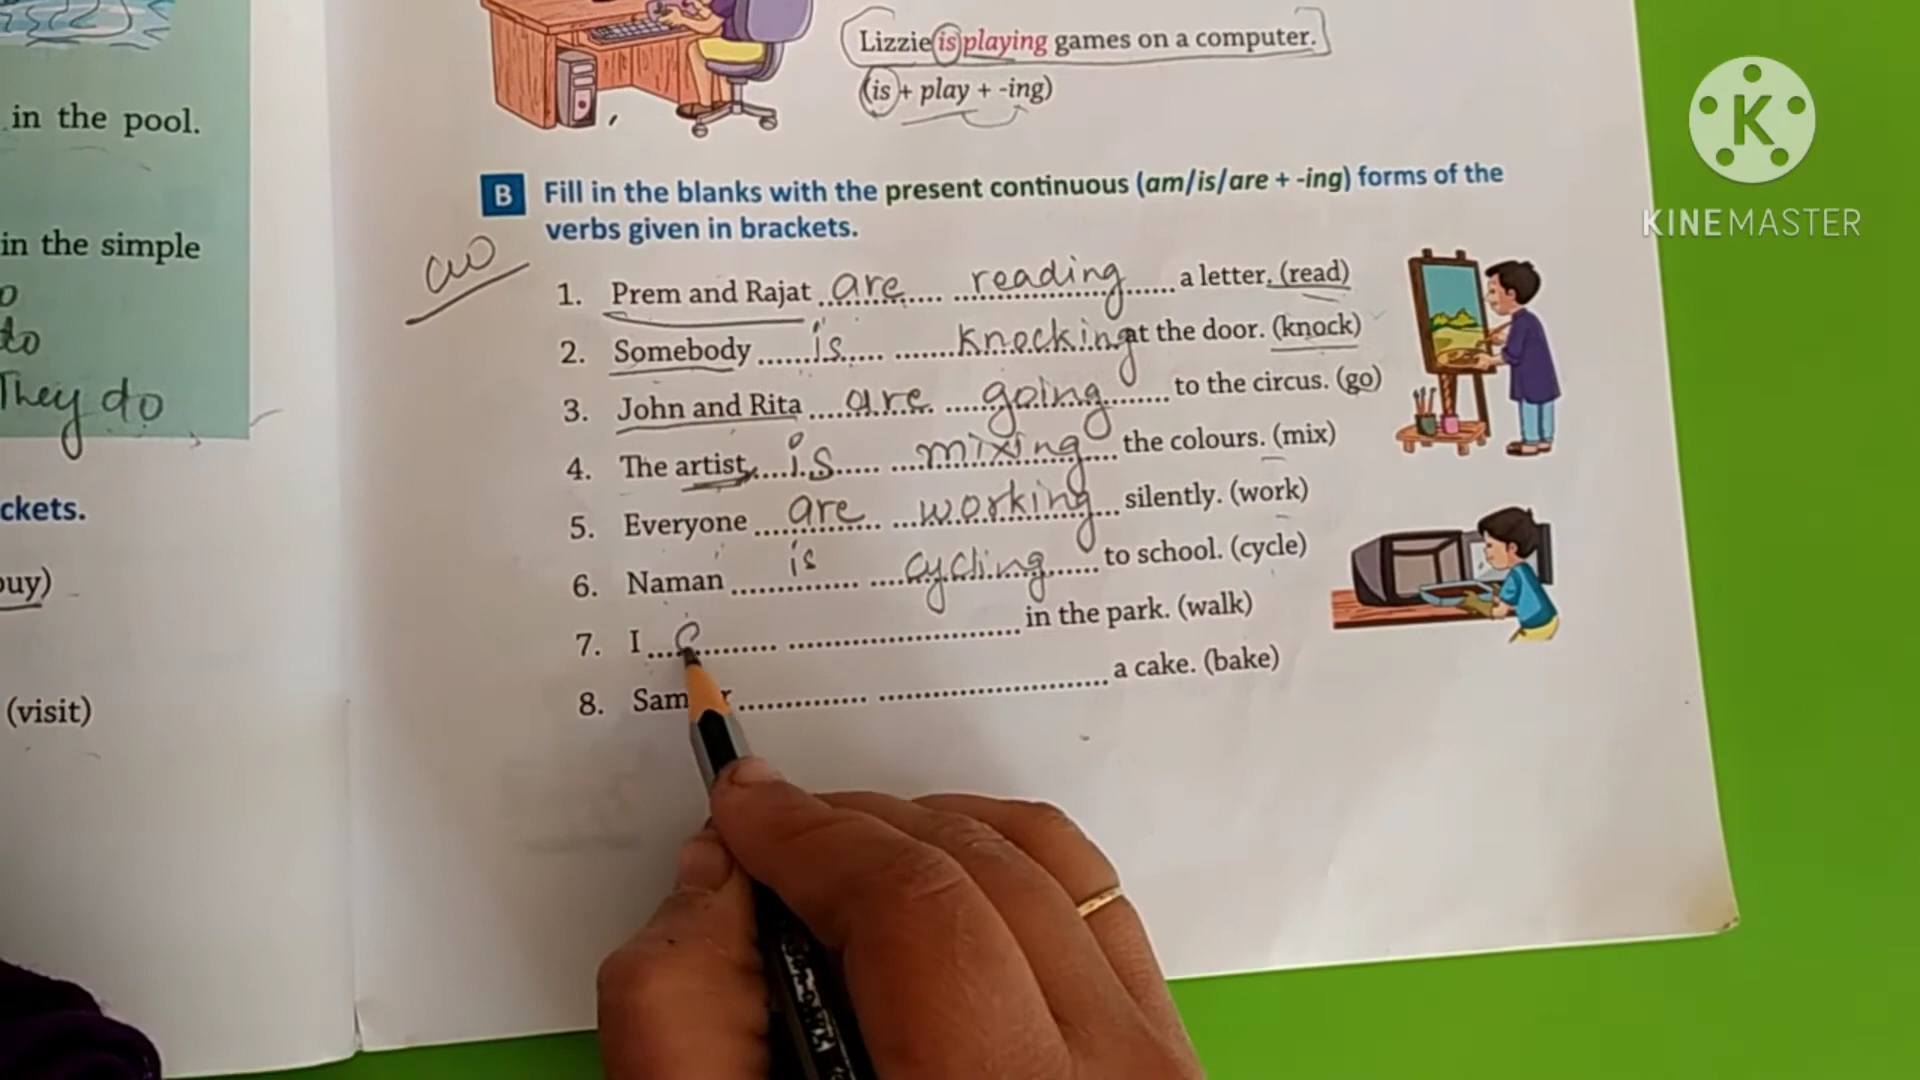 Lizzie is playing games on a computer.
(is + play + -ing)
in the pool.
in the simple
to
They do
ckets.
buy)
(visit)
B Fill in the blanks with the present continuous (am/is/are + -ing) forms of the
verbs given in brackets.
1. Prem and Rajat are reading a letter. (read)
2. Somebody is knocking at the door. (knock)
3. John and Rita are going to the circus. (go)
4. The artist is mixing the colours. (mix)
5. Everyone are working silently. (work)
6. Naman is cycling to school. (cycle)
7. I in the park. (walk)
8. a cake. (bake)
KINEMASTER